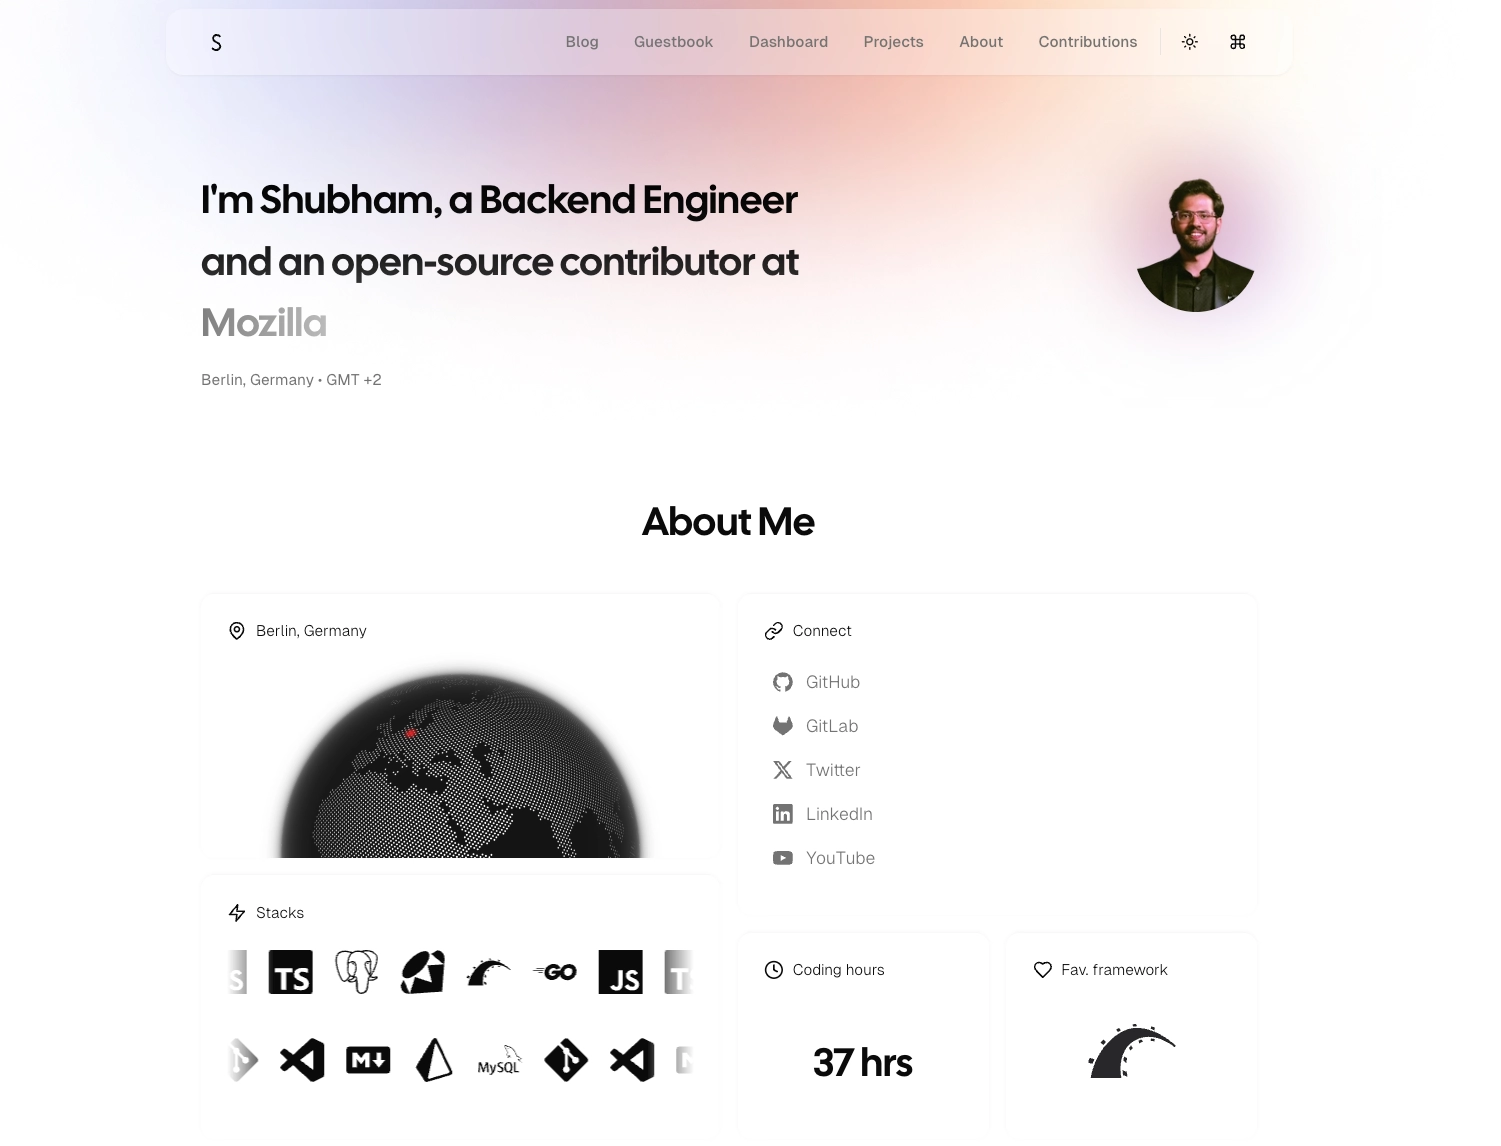 S
Blog Guestbook Dashboard Projects About Contributions
I'm Shubham, a Backend Engineer
and an open-source contributor at
Mozilla
Berlin, Germany • GMT +2
About Me
Berlin, Germany
Connect
GitHub
GitLab
Twitter
LinkedIn
YouTube
Stacks
S TS GO JS T
M MySQL
Coding hours
37 hrs
Fav. framework